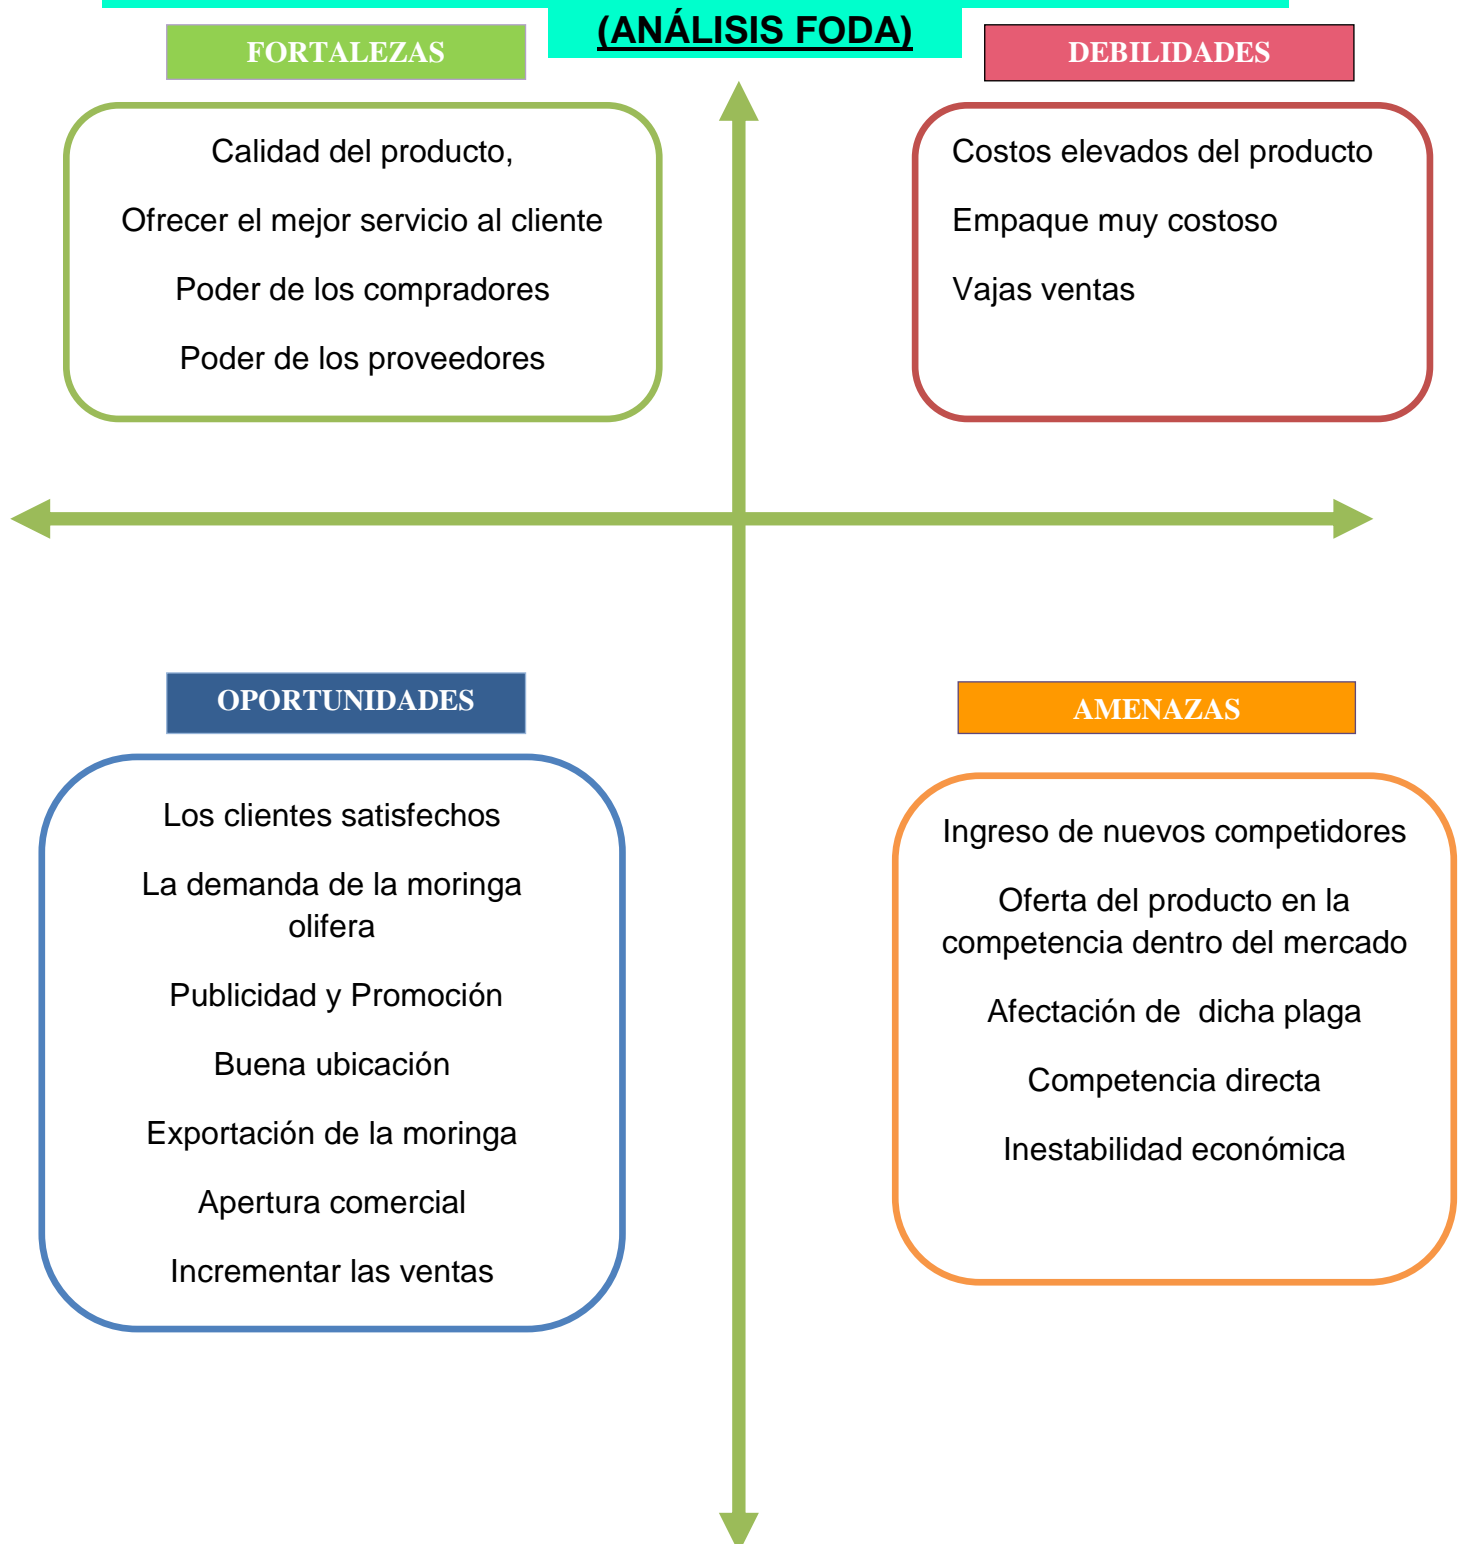 (ANÁLISIS FODA)
FORTALEZAS
Calidad del producto,
Ofrecer el mejor servicio al cliente
Poder de los compradores
Poder de los proveedores
DEBILIDADES
Costos elevados del producto
Empaque muy costoso
Vajas ventas
OPORTUNIDADES
Los clientes satisfechos
La demanda de la moringa
olifera
Publicidad y Promoción
Buena ubicación
Exportación de la moringa
Apertura comercial
Incrementar las ventas
AMENAZAS
Ingreso de nuevos competidores
Oferta del producto en la
competencia dentro del mercado
Afectación de  dicha plaga
Competencia directa
Inestabilidad económica